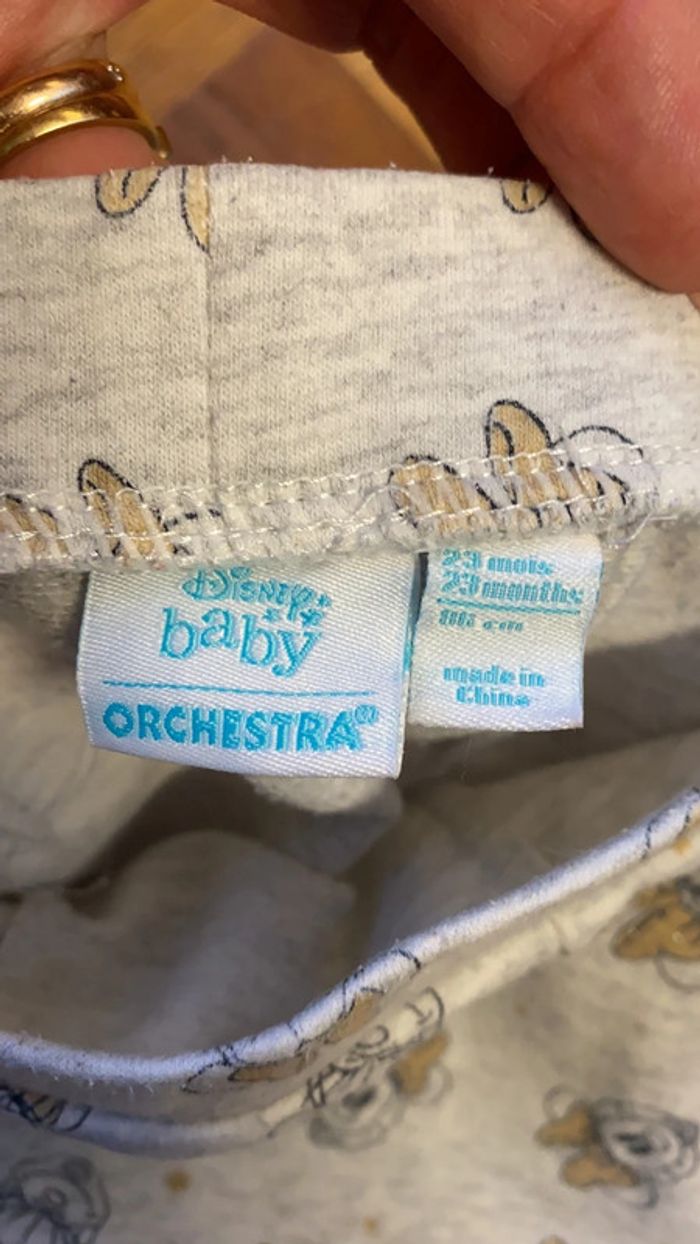 Disney
baby
ORCHESTRA®
23 mois
23 months
made in
China